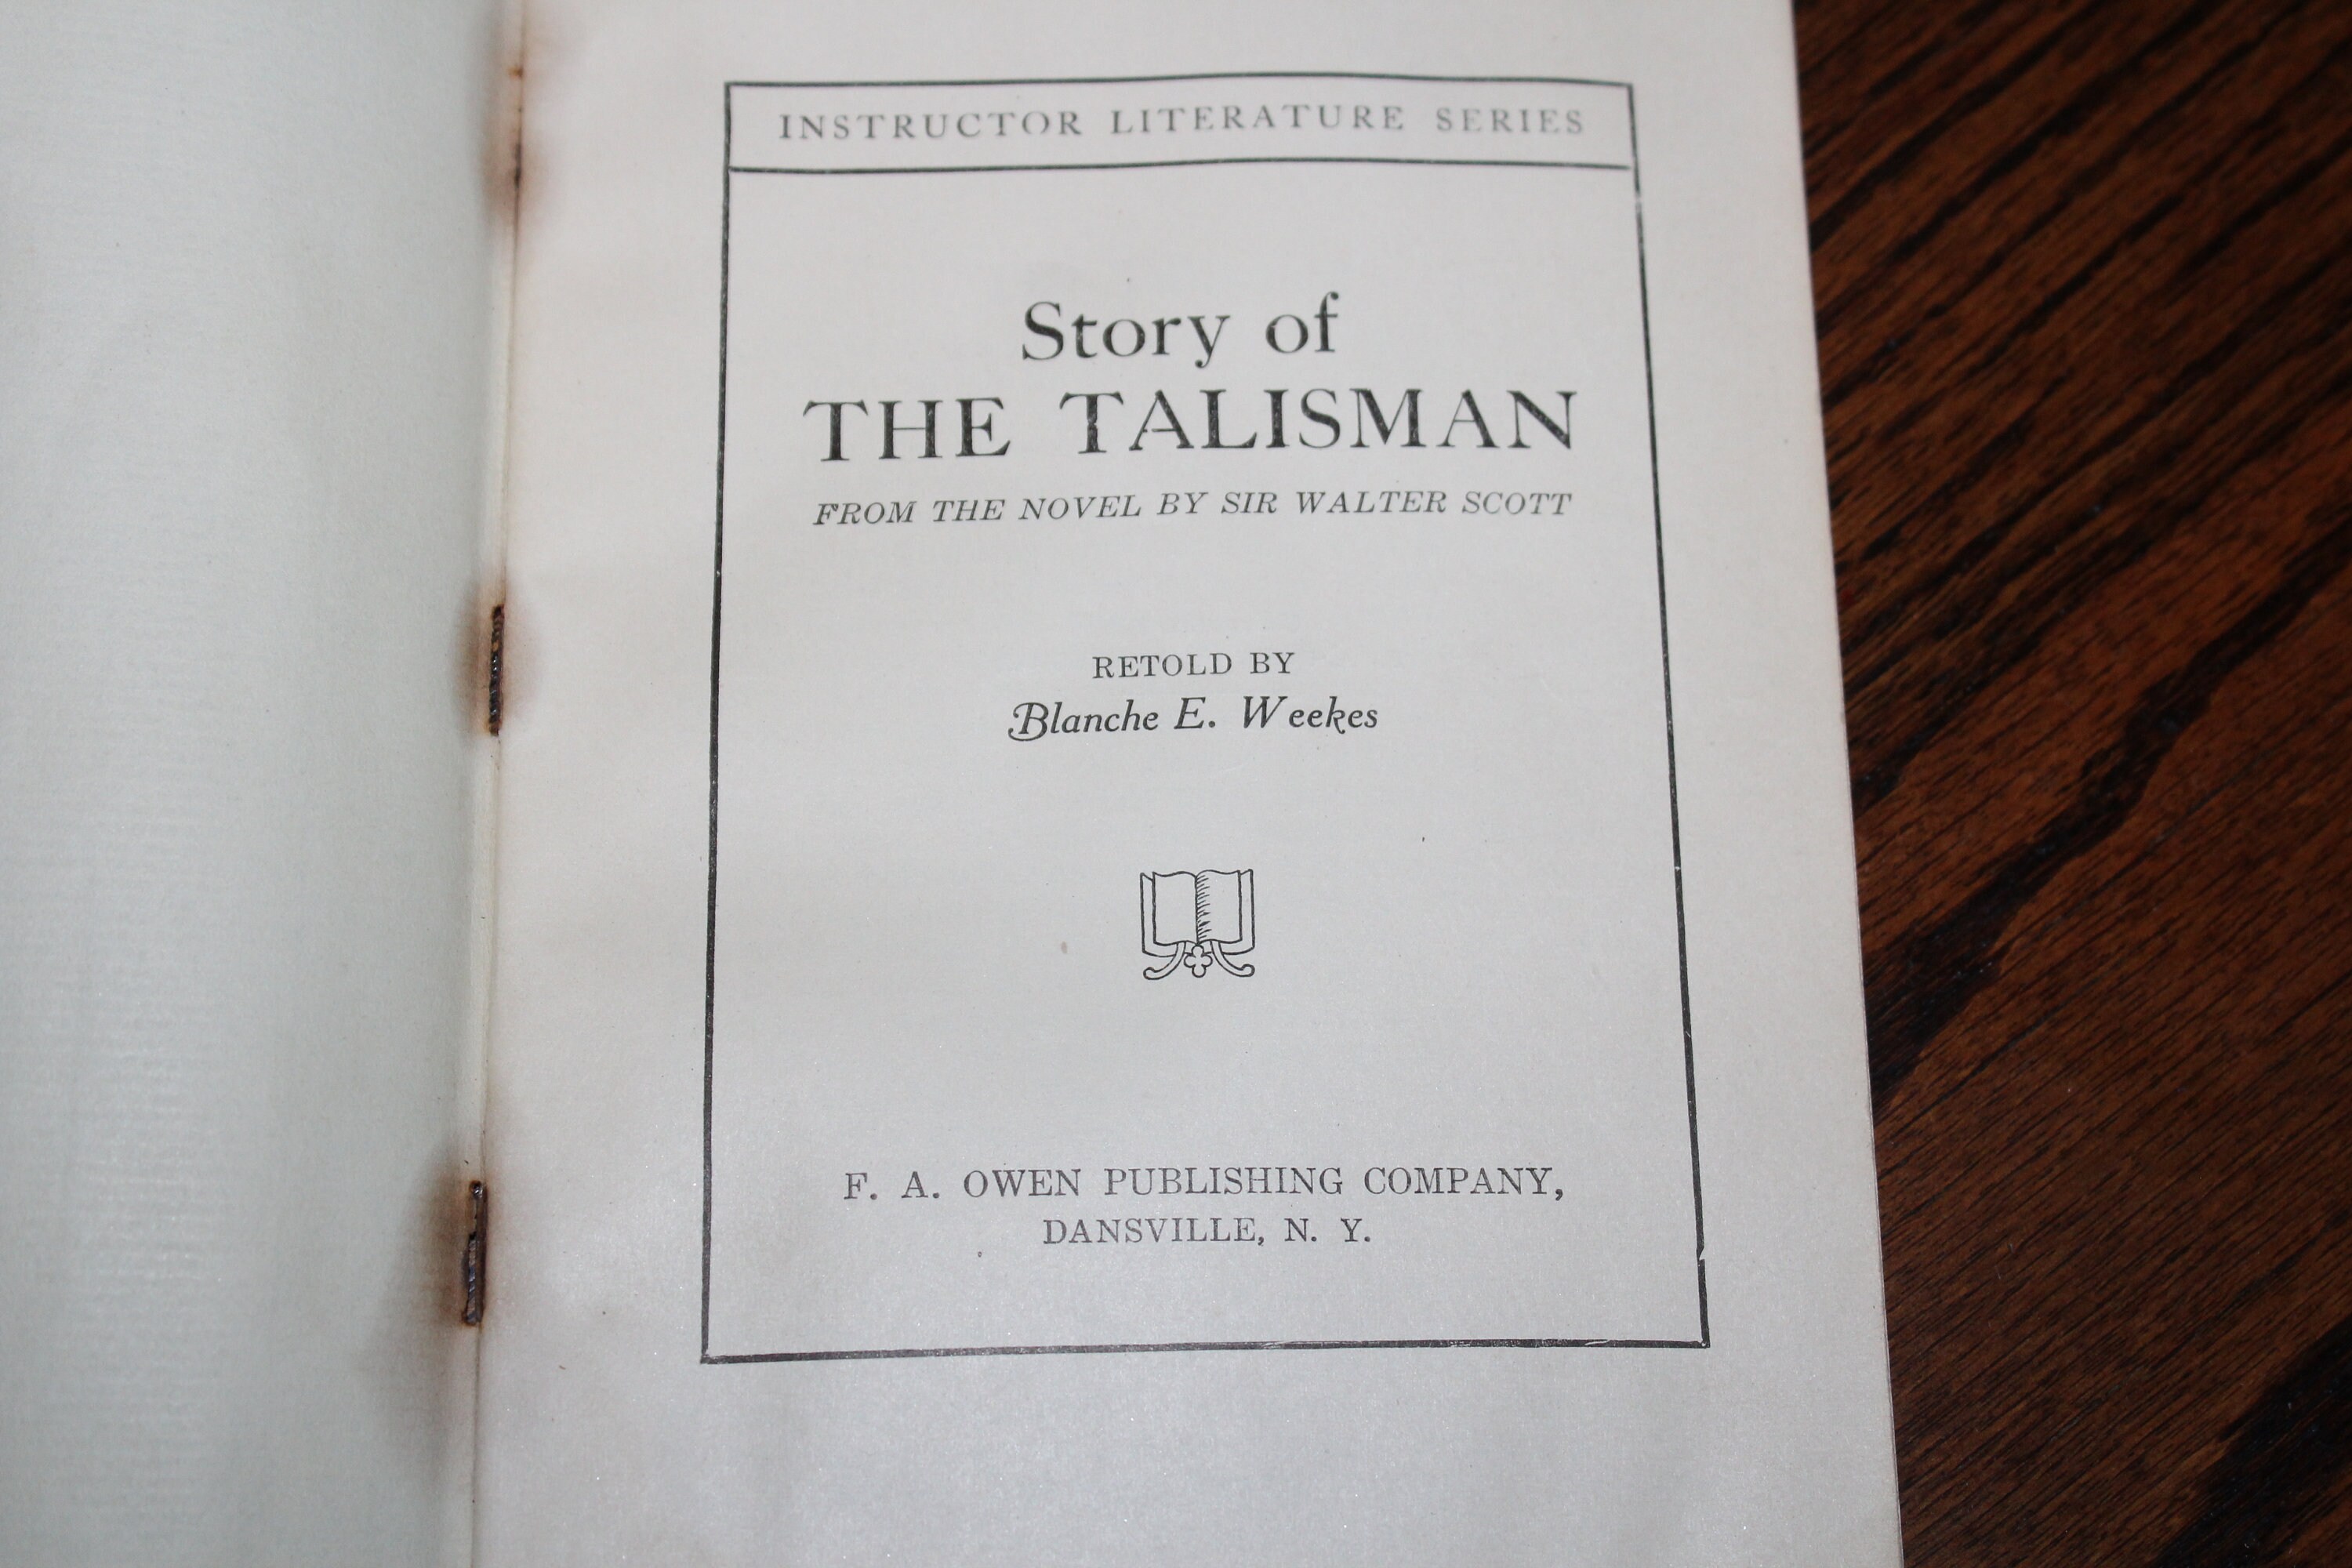 INSTRUCTOR LITERATURE SERIES
Story of
THE TALISMAN
FROM THE NOVEL BY SIR WALTER SCOTT
RETOLD BY
Blanche E. Weekes
F. A. OWEN PUBLISHING COMPANY,
DANSVILLE, N. Y.